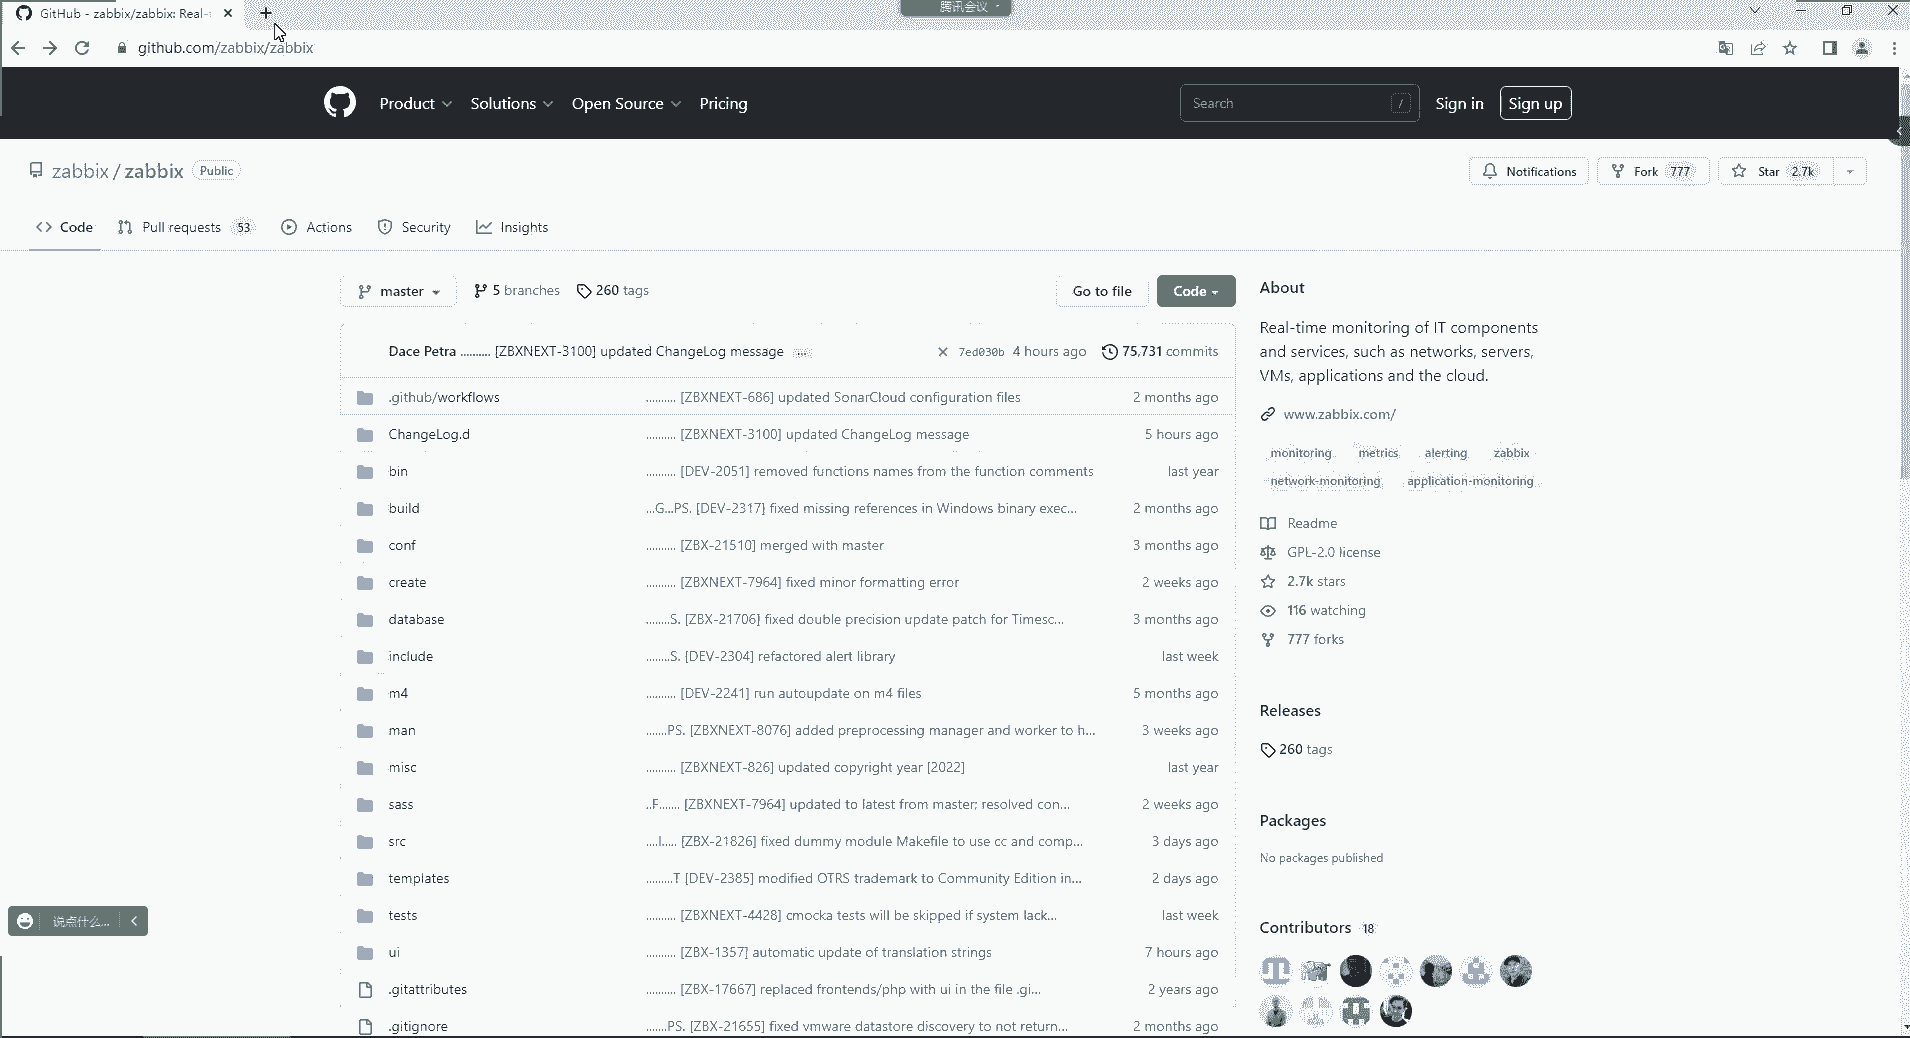 GitHub - zabbix/zabbix: Real-
腾讯会议
github.com/zabbix/zabbix
Product Solutions Open Source Pricing Search / Sign in Sign up
zabbix / zabbix Public Notifications Fork 777 Star 2.7k
Code Pull requests 53 Actions Security Insights
master 5 branches 260 tags Go to file Code
Dace Petra .......... [ZBXNEXT-3100] updated ChangeLog message ... 7ed030b 4 hours ago 75,731 commits
.github/workflows .......... [ZBXNEXT-686] updated SonarCloud configuration files 2 months ago
ChangeLog.d .......... [ZBXNEXT-3100] updated ChangeLog message 5 hours ago
bin .......... [DEV-2051] removed functions names from the function comments last year
build ...G...PS. [DEV-2317] fixed missing references in Windows binary exec... 2 months ago
conf .......... [ZBX-21510] merged with master 3 months ago
create .......... [ZBXNEXT-7964] fixed minor formatting error 2 weeks ago
database ........S. [ZBX-21706] fixed double precision update patch for Timesc... 3 months ago
include ........S. [DEV-2304] refactored alert library last week
m4 .......... [DEV-2241] run autoupdate on m4 files 5 months ago
man .......PS. [ZBXNEXT-8076] added preprocessing manager and worker to h... 3 weeks ago
misc .......... [ZBXNEXT-826] updated copyright year [2022] last year
sass ..F....... [ZBXNEXT-7964] updated to latest from master; resolved con... 2 weeks ago
src ....I..... [ZBX-21826] fixed dummy module Makefile to use cc and comp... 3 days ago
templates .........T [DEV-2385] modified OTRS trademark to Community Edition in... 2 days ago
tests .......... [ZBXNEXT-4428] cmocka tests will be skipped if system lack... last week
ui .......... [ZBX-1357] automatic update of translation strings 7 hours ago
.gitattributes .......... [ZBX-17667] replaced frontends/php with ui in the file .gi... 2 years ago
.gitignore .......PS. [ZBX-21655] fixed vmware datastore discovery to not return... 2 months ago
About
Real-time monitoring of IT components
and services, such as networks, servers,
VMs, applications and the cloud.
www.zabbix.com/
monitoring metrics alerting zabbix
network-monitoring application-monitoring
Readme
GPL-2.0 license
2.7k stars
116 watching
777 forks
Releases
260 tags
Packages
No packages published
Contributors 18
说点什么...